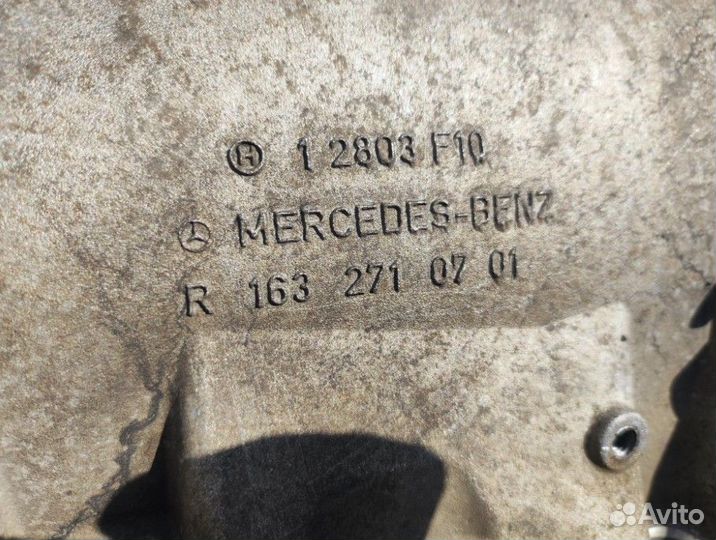 H 1 2803 F10
MERCEDES-BENZ
R 163 271 07 01
Avito